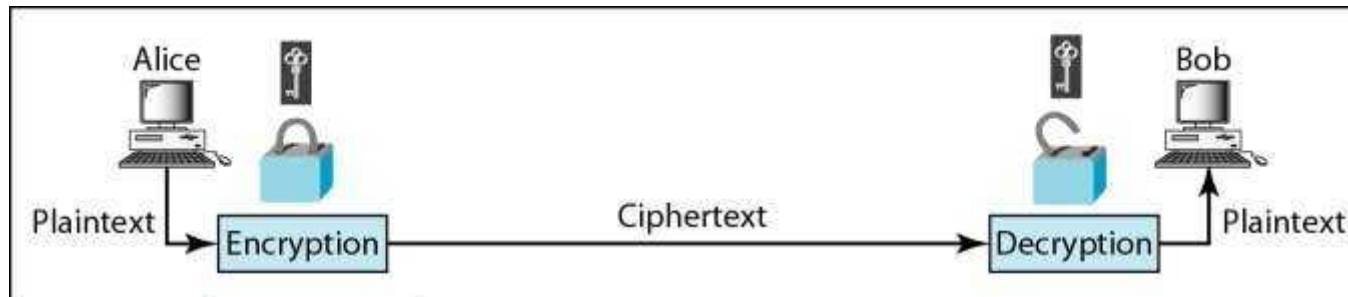 Alice
Bob
Plaintext
Encryption
Ciphertext
Decryption
Plaintext